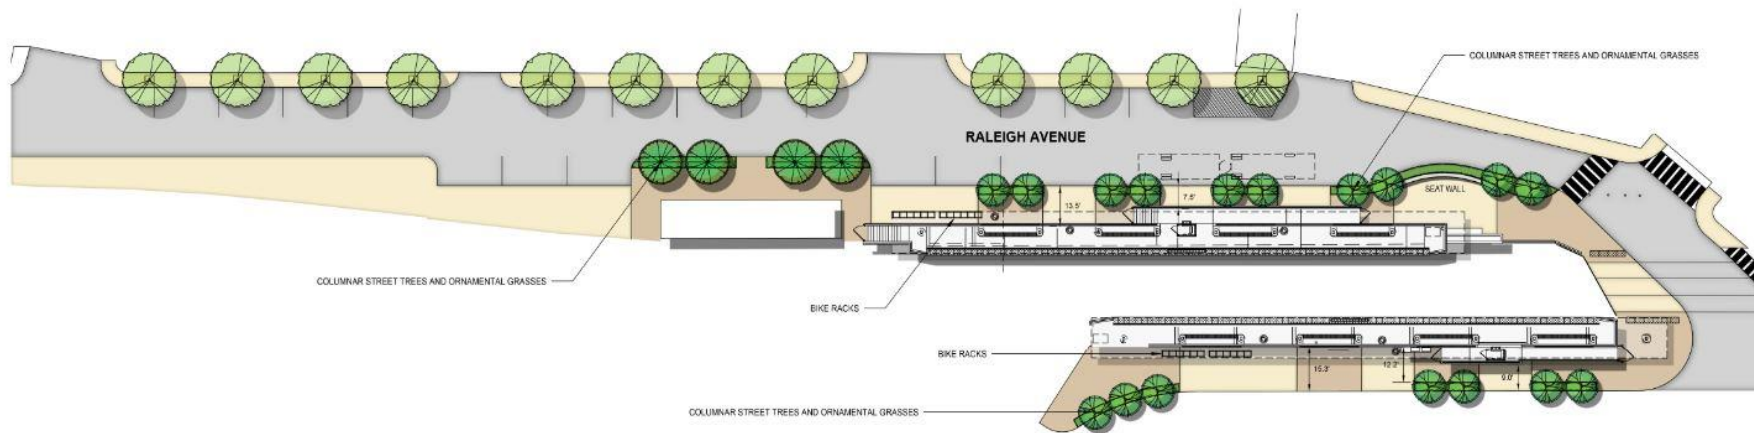 COLUMNAR STREET TREES AND ORNAMENTAL GRASSES
RALEIGH AVENUE
SEAT WALL
13.5'
7.5'
COLUMNAR STREET TREES AND ORNAMENTAL GRASSES
BIKE RACKS
BIKE RACKS
15.3'
12.2'
9.0'
COLUMNAR STREET TREES AND ORNAMENTAL GRASSES